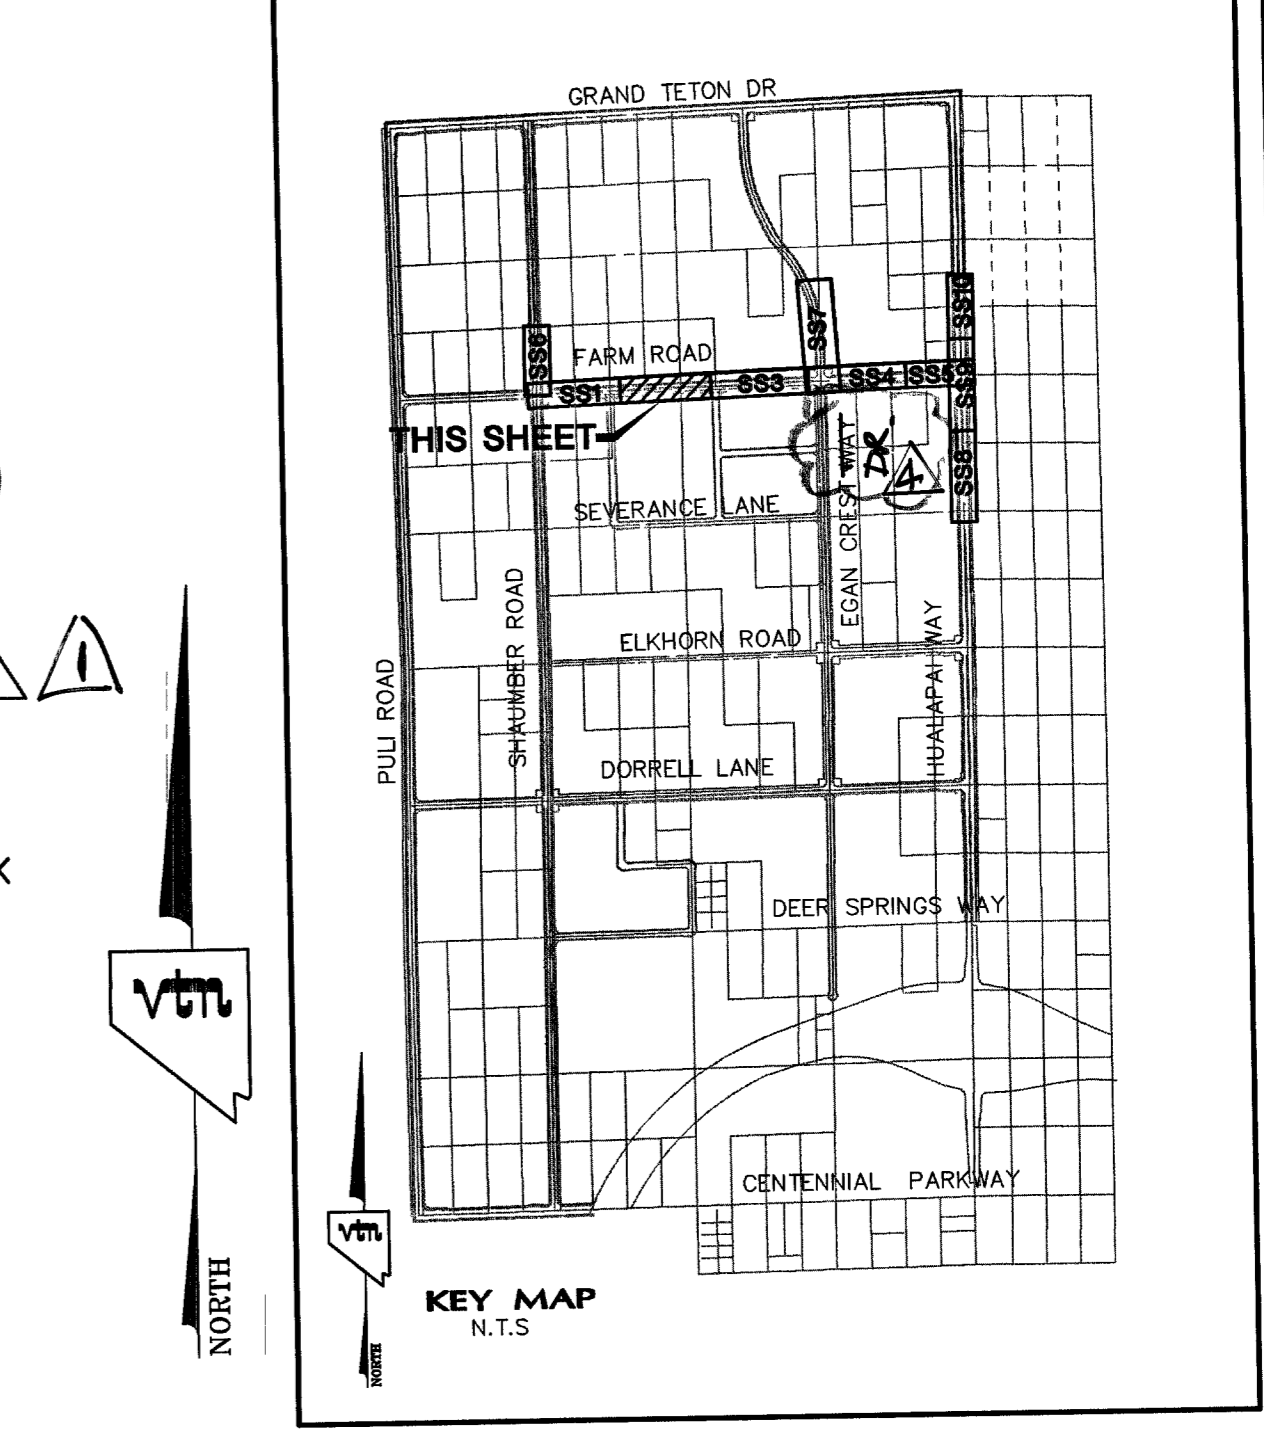 GRAND TETON DR
SS10
SS7
SS6
FARM ROAD
SS1
SS3
SS4
SS5
SS9
THIS SHEET
EGAN CREST WAY
DR.
4
SS8
SEVERANCE LANE
SHAUMBER ROAD
ELKHORN ROAD
HUALAPAI WAY
1
PULI ROAD
DORRELL LANE
DEER SPRINGS WAY
vtn
CENTENNIAL PARKWAY
vtn
NORTH
KEY MAP
N.T.S
NORTH